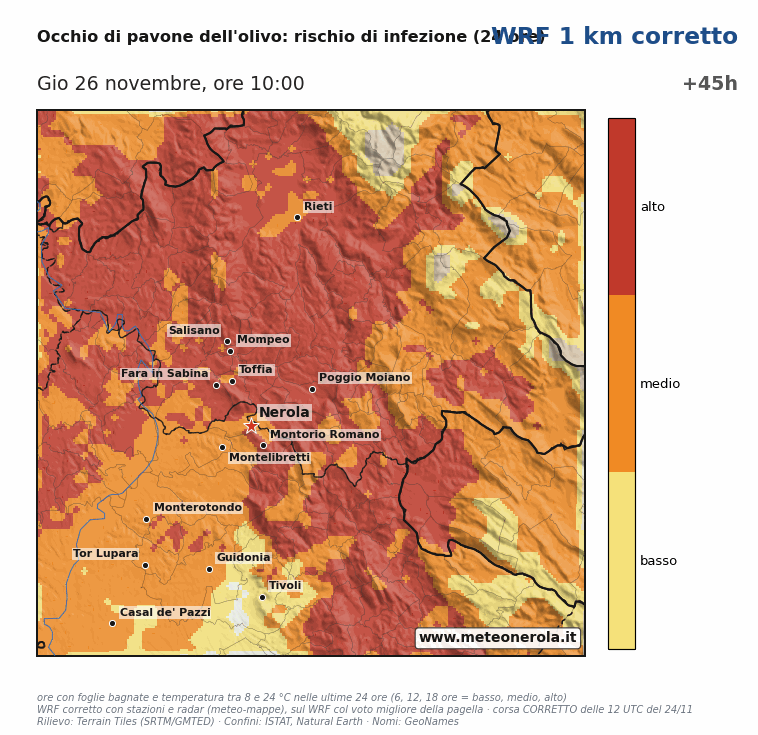 Occhio di pavone dell'olivo: rischio di infezione (24 ore)
WRF 1 km corretto
Gio 26 novembre, ore 10:00
+45h
Rieti
Salisano
Mompeo
Fara in Sabina
Toffia
Poggio Moiano
Nerola
Montorio Romano
Montelibretti
Monterotondo
Tor Lupara
Guidonia
Tivoli
Casal de' Pazzi
www.meteonerola.it
alto
medio
basso
ore con foglie bagnate e temperatura tra 8 e 24 °C nelle ultime 24 ore (6, 12, 18 ore = basso, medio, alto)
WRF corretto con stazioni e radar (meteo-mappe), sul WRF col voto migliore della pagella · corsa CORRETTO delle 12 UTC del 24/11
Rilievo: Terrain Tiles (SRTM/GMTED) · Confini: ISTAT, Natural Earth · Nomi: GeoNames